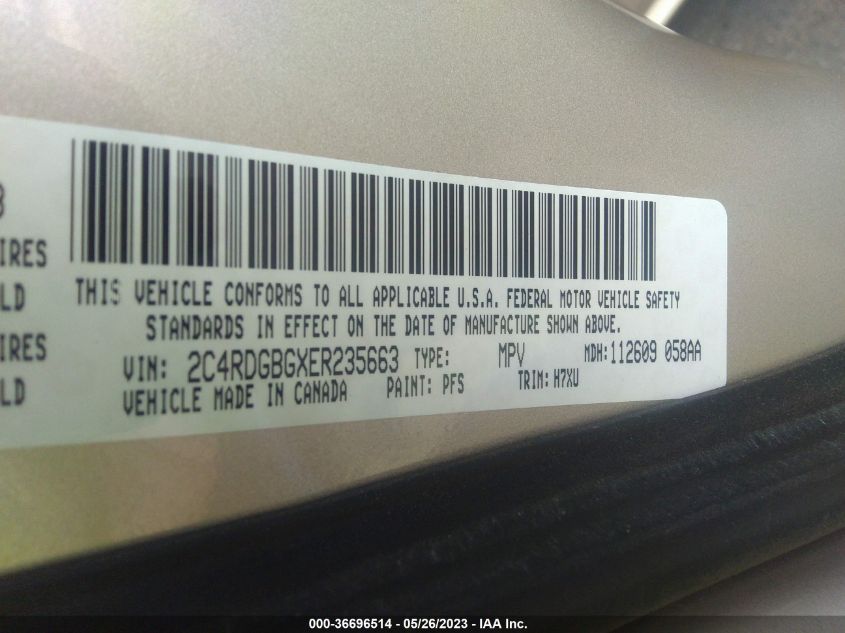 3
IRES
LD
IRES
LD
THIS VEHICLE CONFORMS TO ALL APPLICABLE U.S.A. FEDERAL MOTOR VEHICLE SAFETY
STANDARDS IN EFFECT ON THE DATE OF MANUFACTURE SHOWN ABOVE.
VIN: 2C4RDGBGXER235663 TYPE: MPV MDH: 112609 058AA
VEHICLE MADE IN CANADA PAINT: PFS TRIM: H7XU
000-36696514 - 05/26/2023 - IAA Inc.